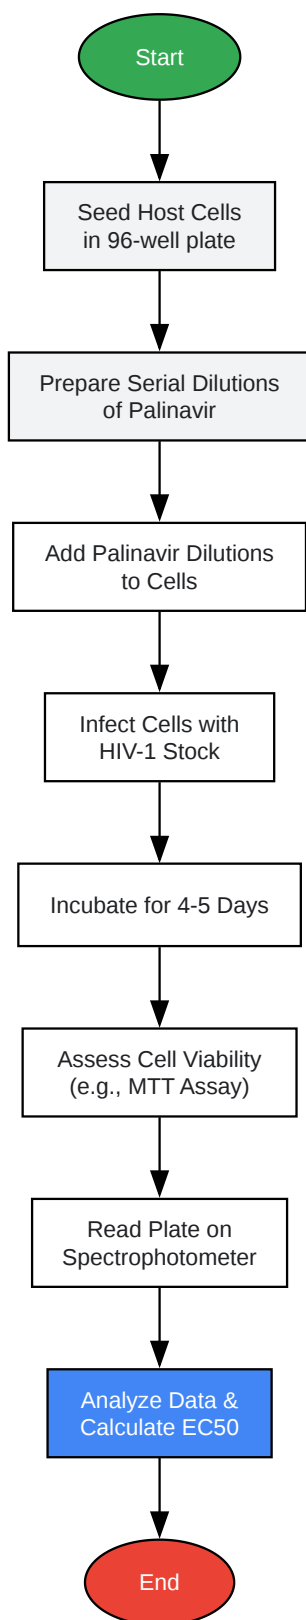 Start
Seed Host Cells
in 96-well plate
Prepare Serial Dilutions
of Palinavir
Add Palinavir Dilutions
to Cells
Infect Cells with
HIV-1 Stock
Incubate for 4-5 Days
Assess Cell Viability
(e.g., MTT Assay)
Read Plate on
Spectrophotometer
Analyze Data &
Calculate EC50
End